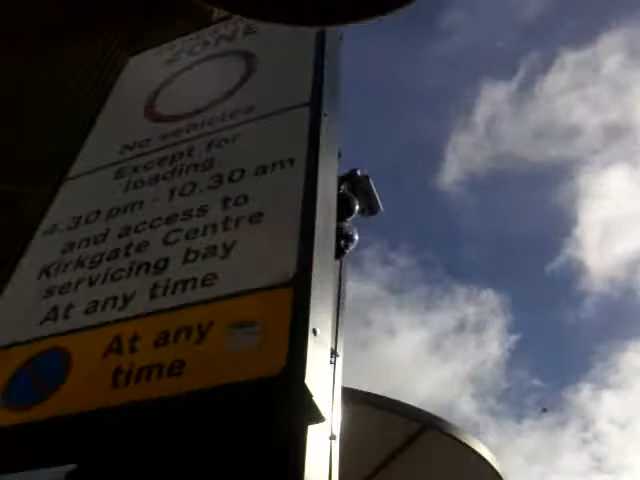 ZONE
No vehicles
Except for
loading
4.30 pm - 10.30 am
and access to
Kirkgate Centre
servicing bay
At any time
At any
time